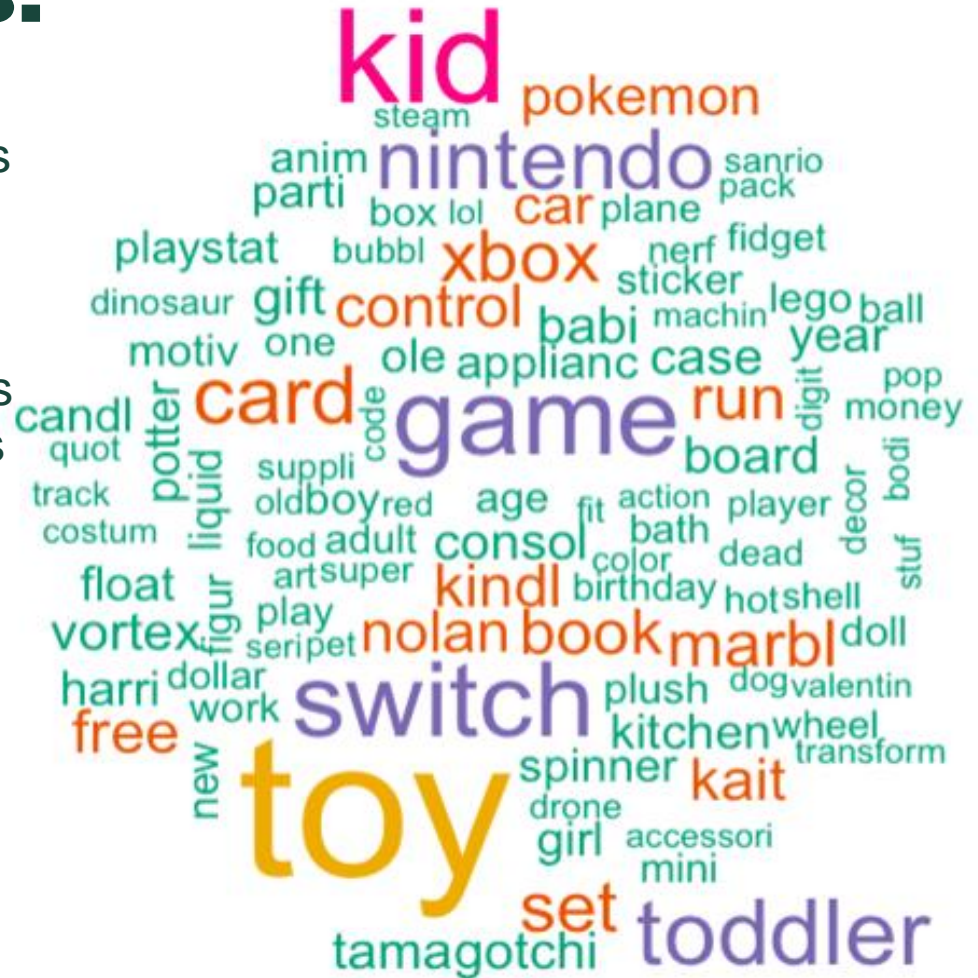 kid
pokemon
steam
anim nintendo sanrio
parti pack
box lol car plane
playstat bubbl xbox nerf fidget
sticker
dinosaur gift control babi machin lego ball
motiv one ole applianc case year
candl potter card code game run digit pop
money
quot liquid suppli board bodi
track old boy red age fit action player decor
costum food adult consol color bath dead stuf
float figur art super kindl birthday hot shell
vortex play seri pet nolan book marbl doll
harri dollar switch plush dog valentin
free work kitchen wheel
new toy spinner kait transform
drone
girl accessori
mini
set toddler
tamagotchi